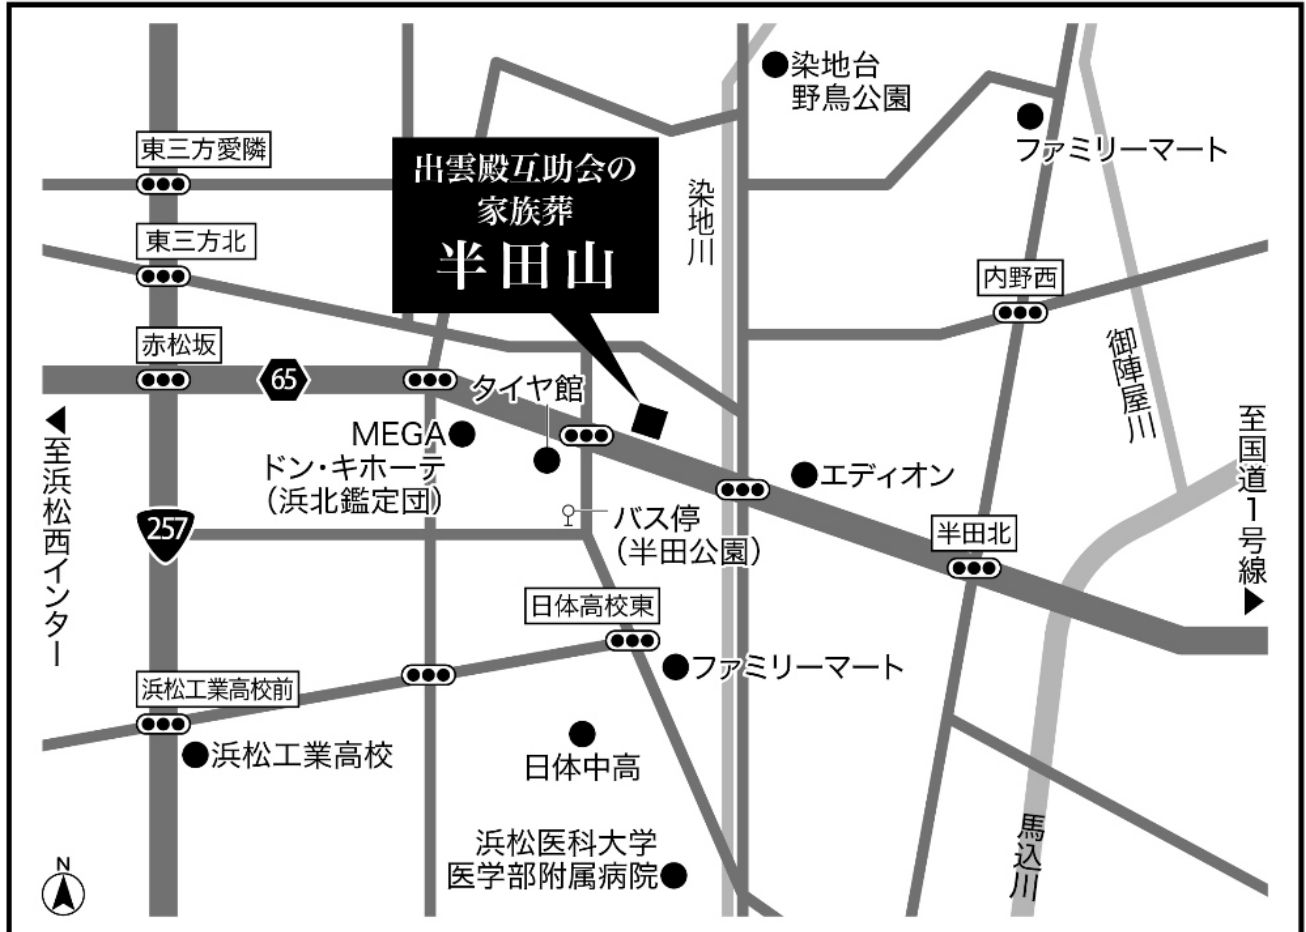 染地台
野鳥公園
ファミリーマート
東三方愛隣
出雲殿互助会の
家族葬
半田山
染地川
東三方北
内野西
赤松坂
65
タイヤ館
御陣屋川
MEGA
ドン・キホーテ
（浜北鑑定団）
エディオン
◀至浜松西インター
至国道1号線▶
257
バス停
（半田公園）
半田北
日体高校東
ファミリーマート
浜松工業高校前
浜松工業高校
日体中高
浜松医科大学
医学部附属病院
馬込川
N